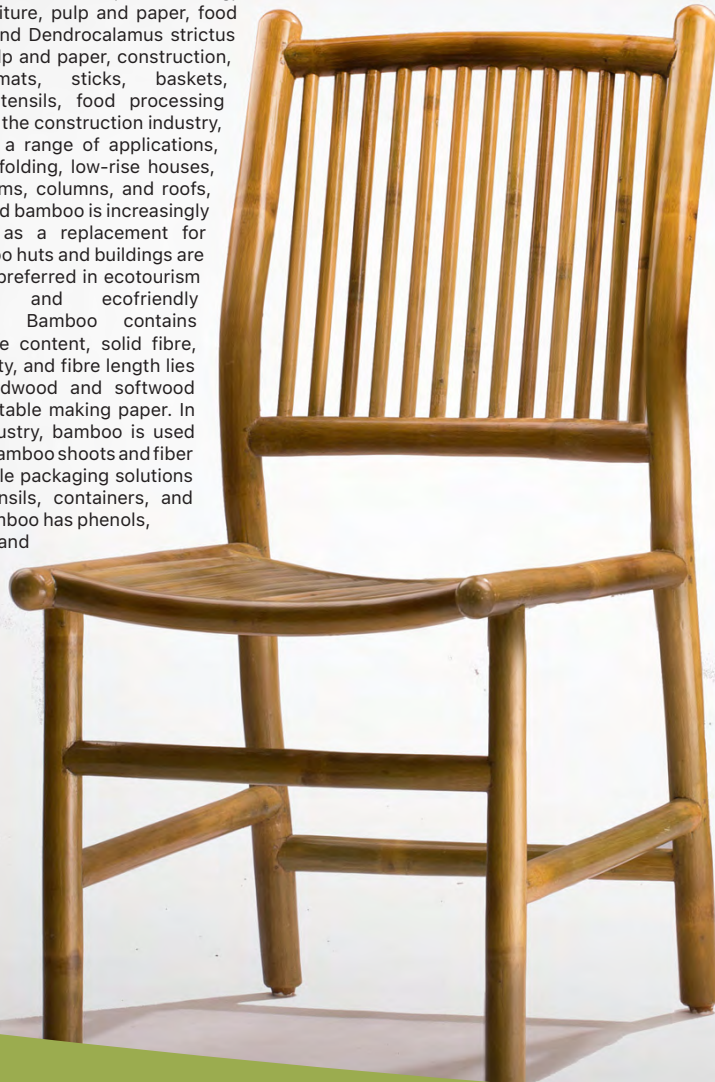 iture, pulp and paper, food
nd Dendrocalamus strictus
lp and paper, construction,
mats, sticks, baskets,
tensils, food processing
the construction industry,
a range of applications,
folding, low-rise houses,
ms, columns, and roofs,
d bamboo is increasingly
as a replacement for
oo huts and buildings are
preferred in ecotourism
and ecofriendly
Bamboo contains
e content, solid fibre,
ty, and fibre length lies
dwood and softwood
table making paper. In
ustry, bamboo is used
amboo shoots and fiber
le packaging solutions
nsils, containers, and
mboo has phenols,
and